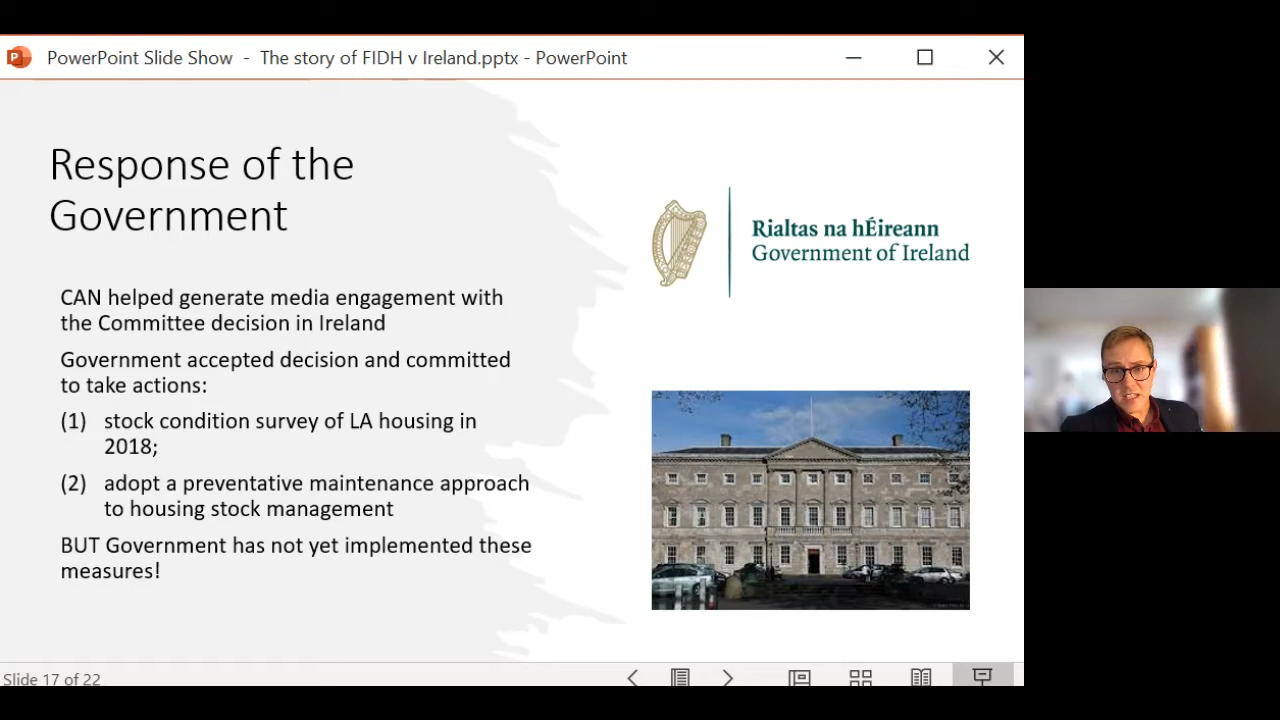 PowerPoint Slide Show - The story of FIDH v Ireland.pptx - PowerPoint
Response of the
Government
CAN helped generate media engagement with
the Committee decision in Ireland
Government accepted decision and committed
to take actions:
(1) stock condition survey of LA housing in
2018;
(2) adopt a preventative maintenance approach
to housing stock management
BUT Government has not yet implemented these
measures!
Rialtas na hÉireann
Government of Ireland
Slide 17 of 22